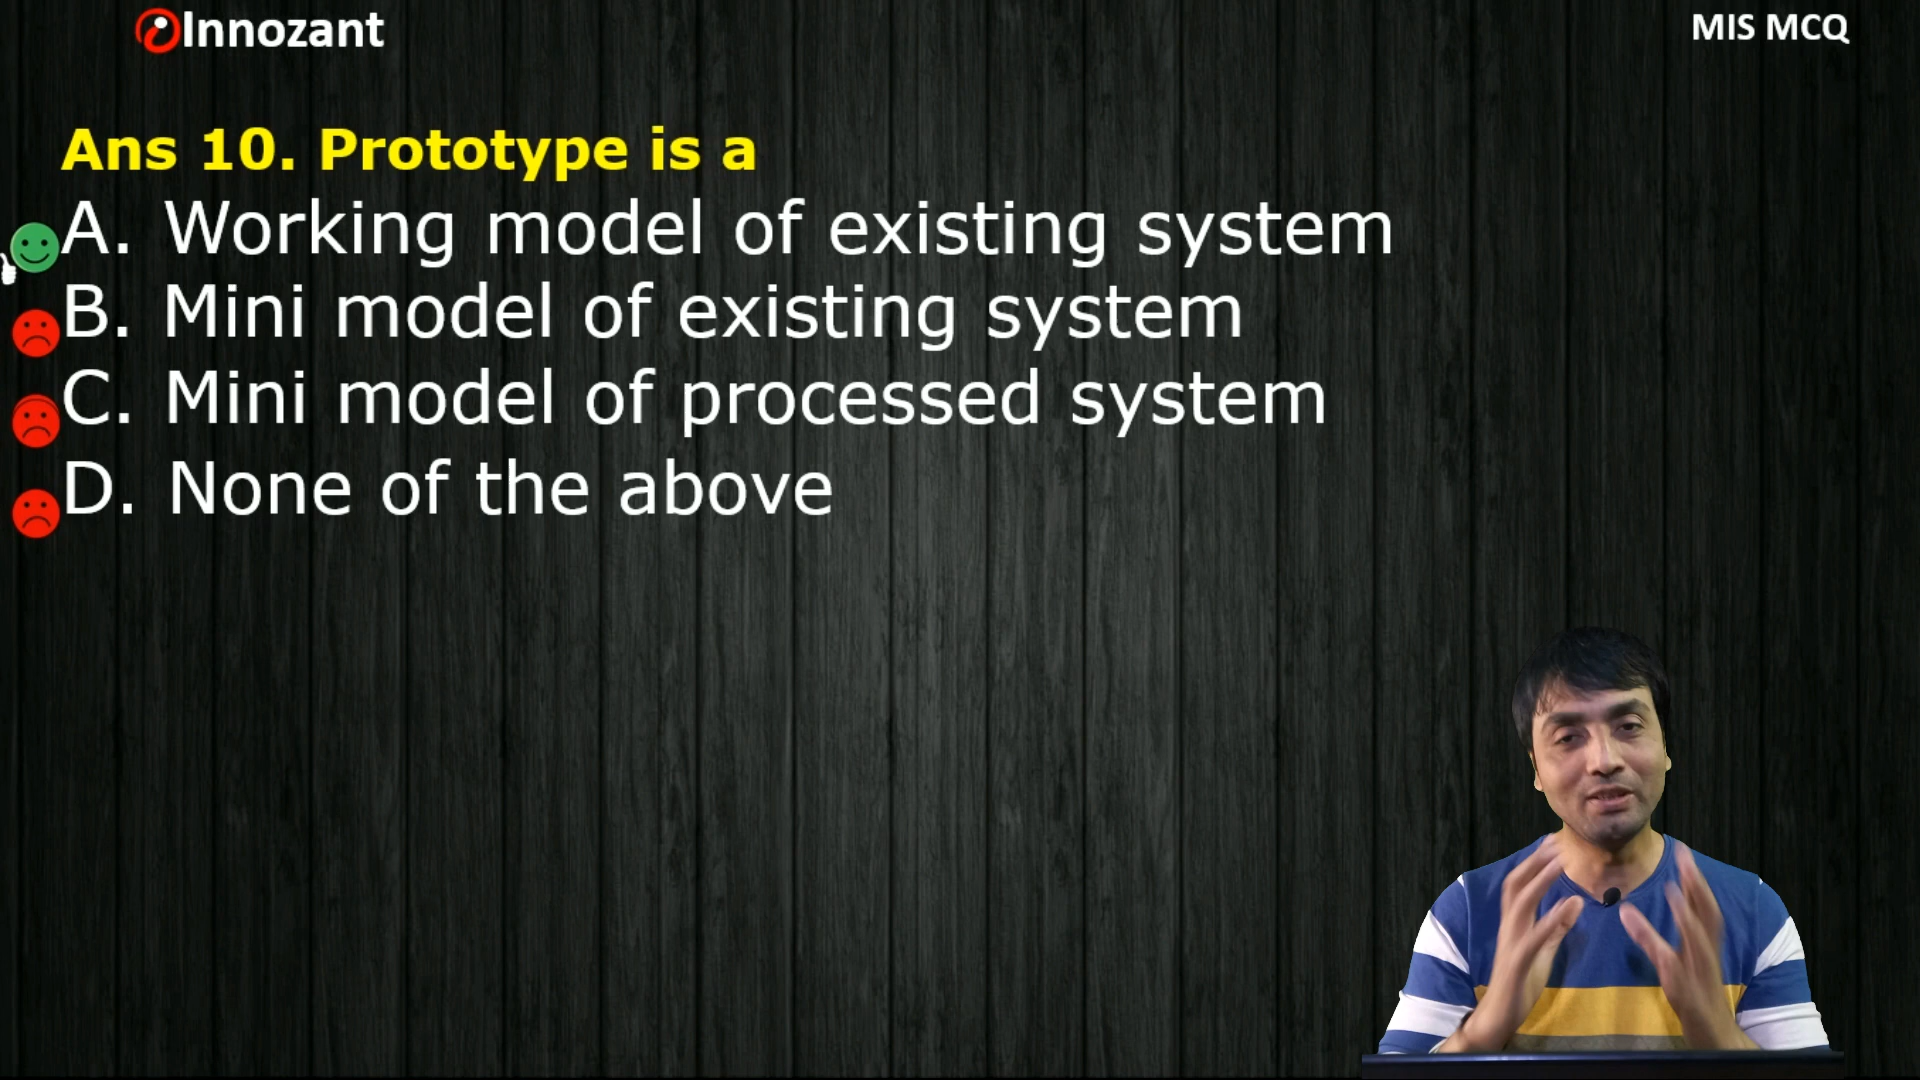 Innozant
MIS MCQ
Ans 10. Prototype is a
A. Working model of existing system
B. Mini model of existing system
C. Mini model of processed system
D. None of the above